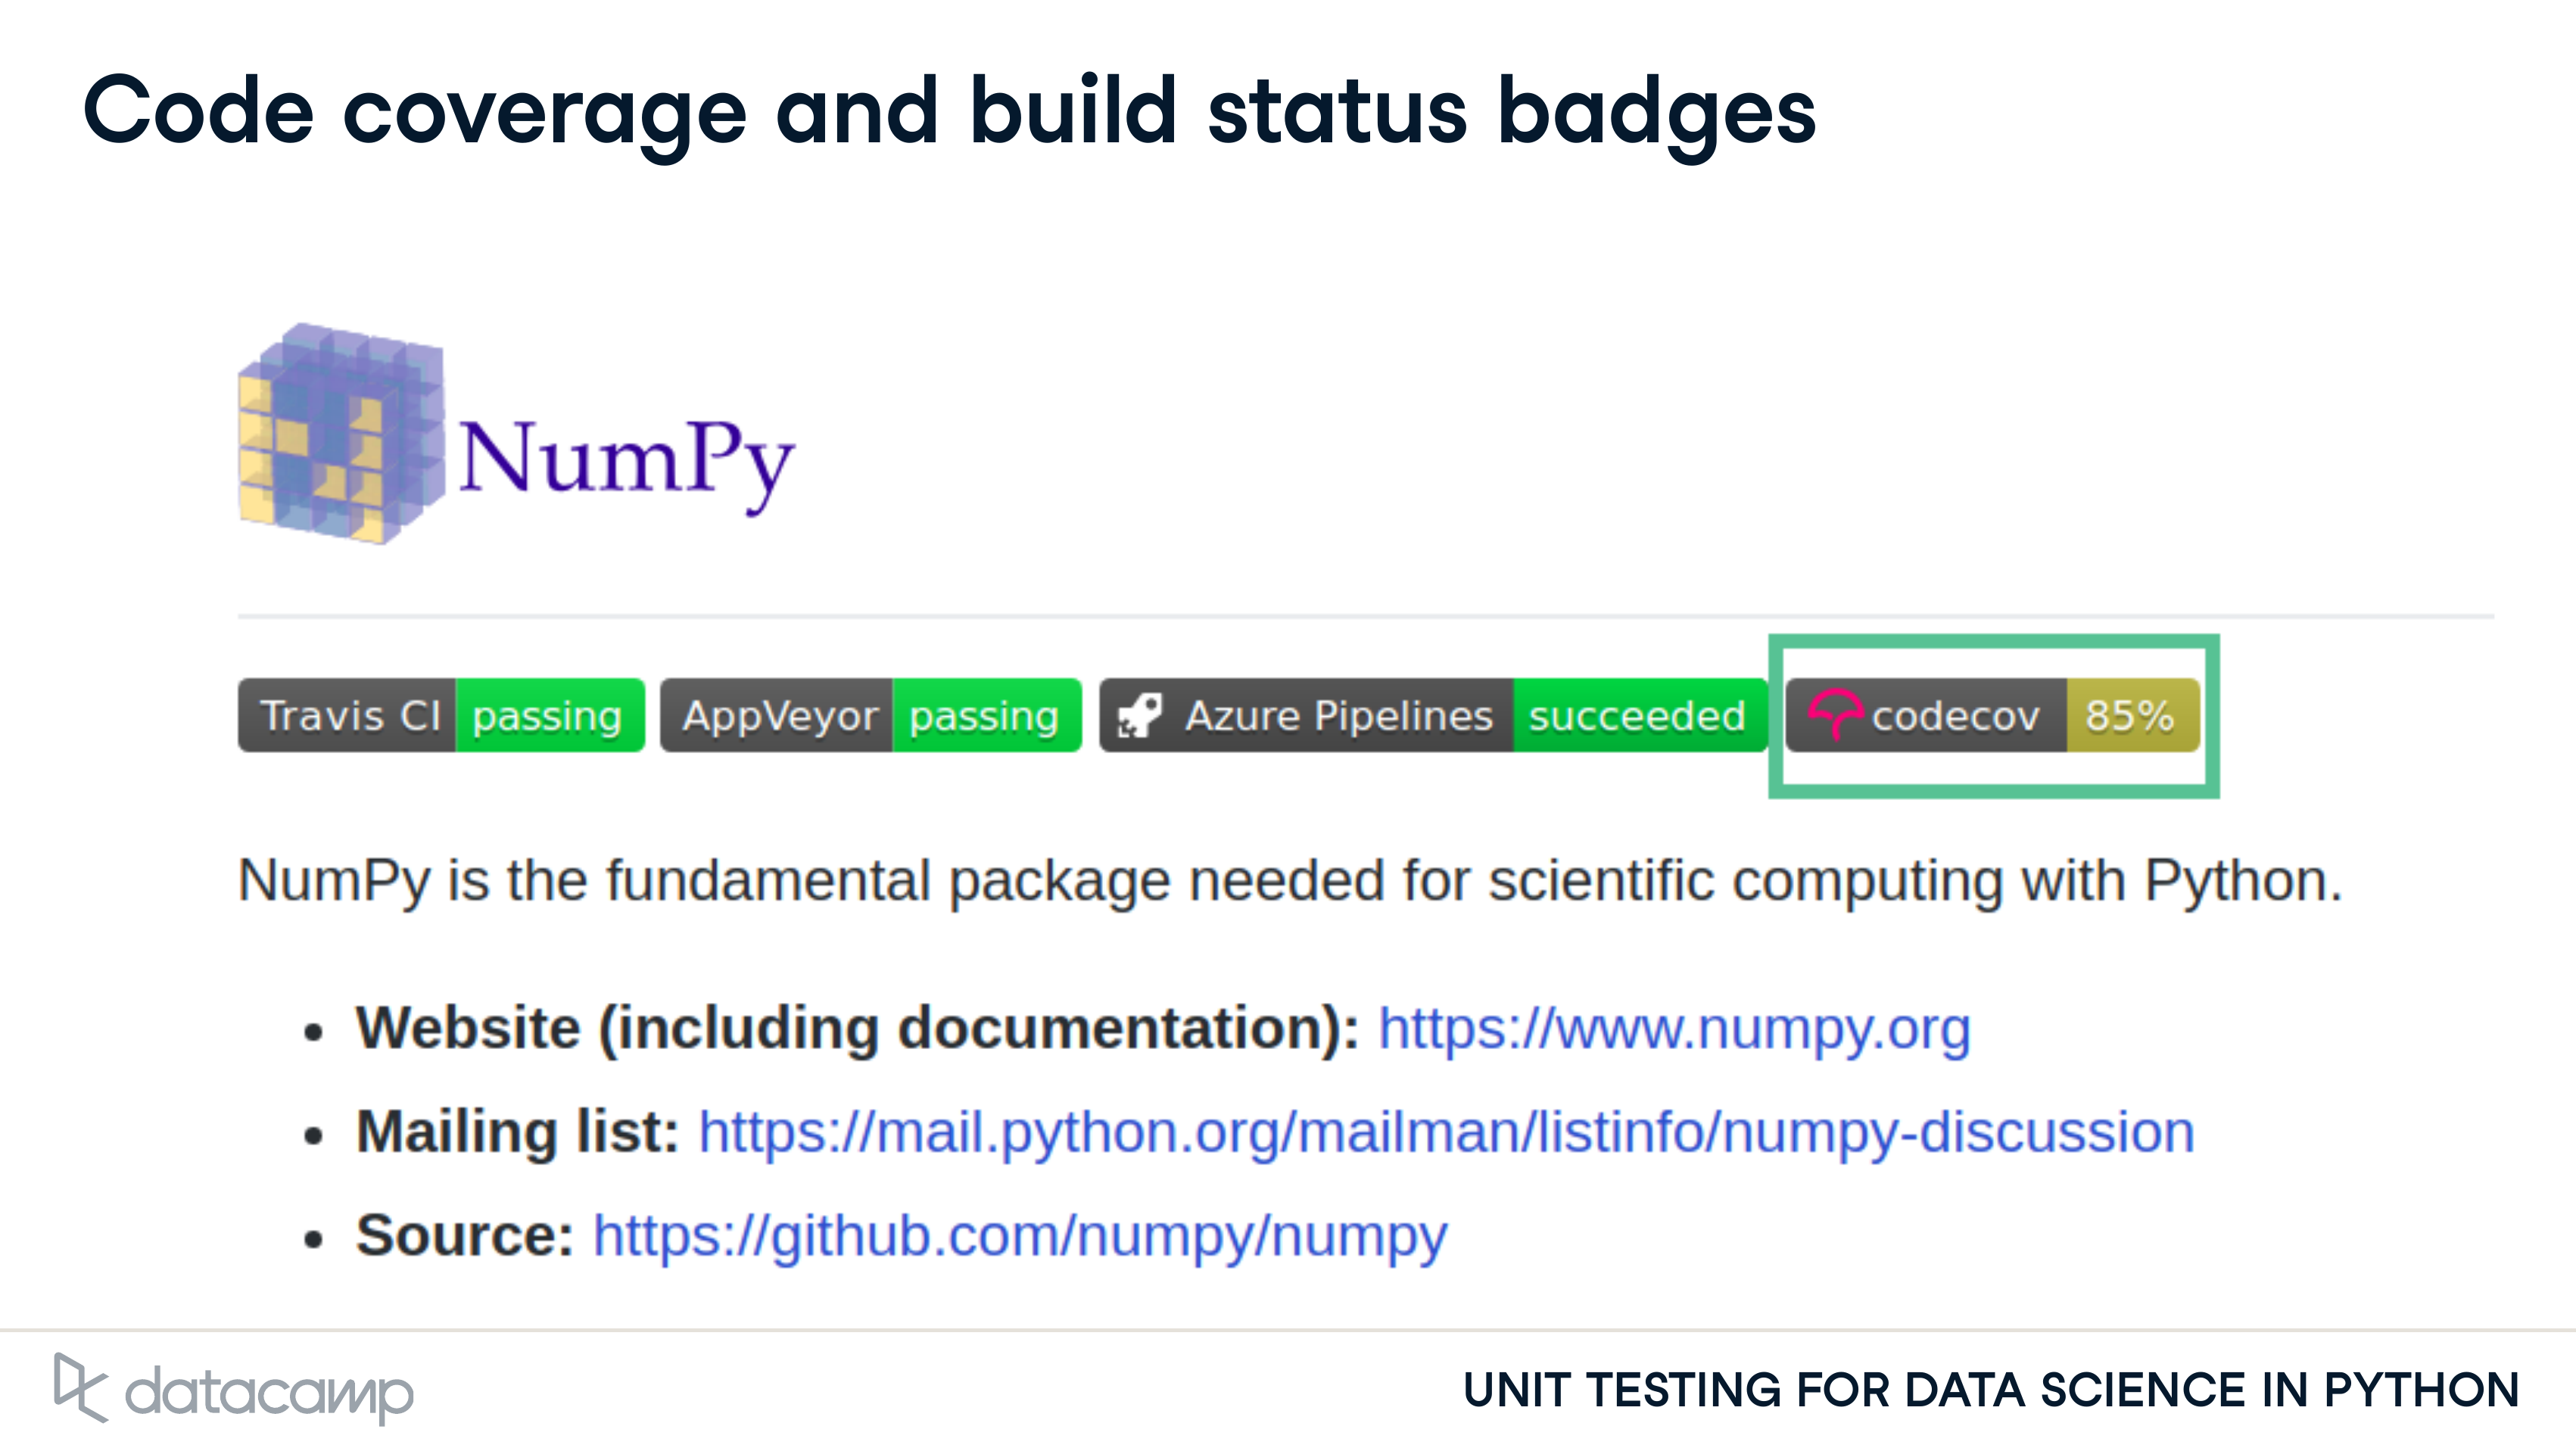 Code coverage and build status badges
NumPy
Travis CI passing AppVeyor passing Azure Pipelines succeeded codecov 85%
NumPy is the fundamental package needed for scientific computing with Python.
• Website (including documentation): https://www.numpy.org
• Mailing list: https://mail.python.org/mailman/listinfo/numpy-discussion
• Source: https://github.com/numpy/numpy
datacamp
UNIT TESTING FOR DATA SCIENCE IN PYTHON